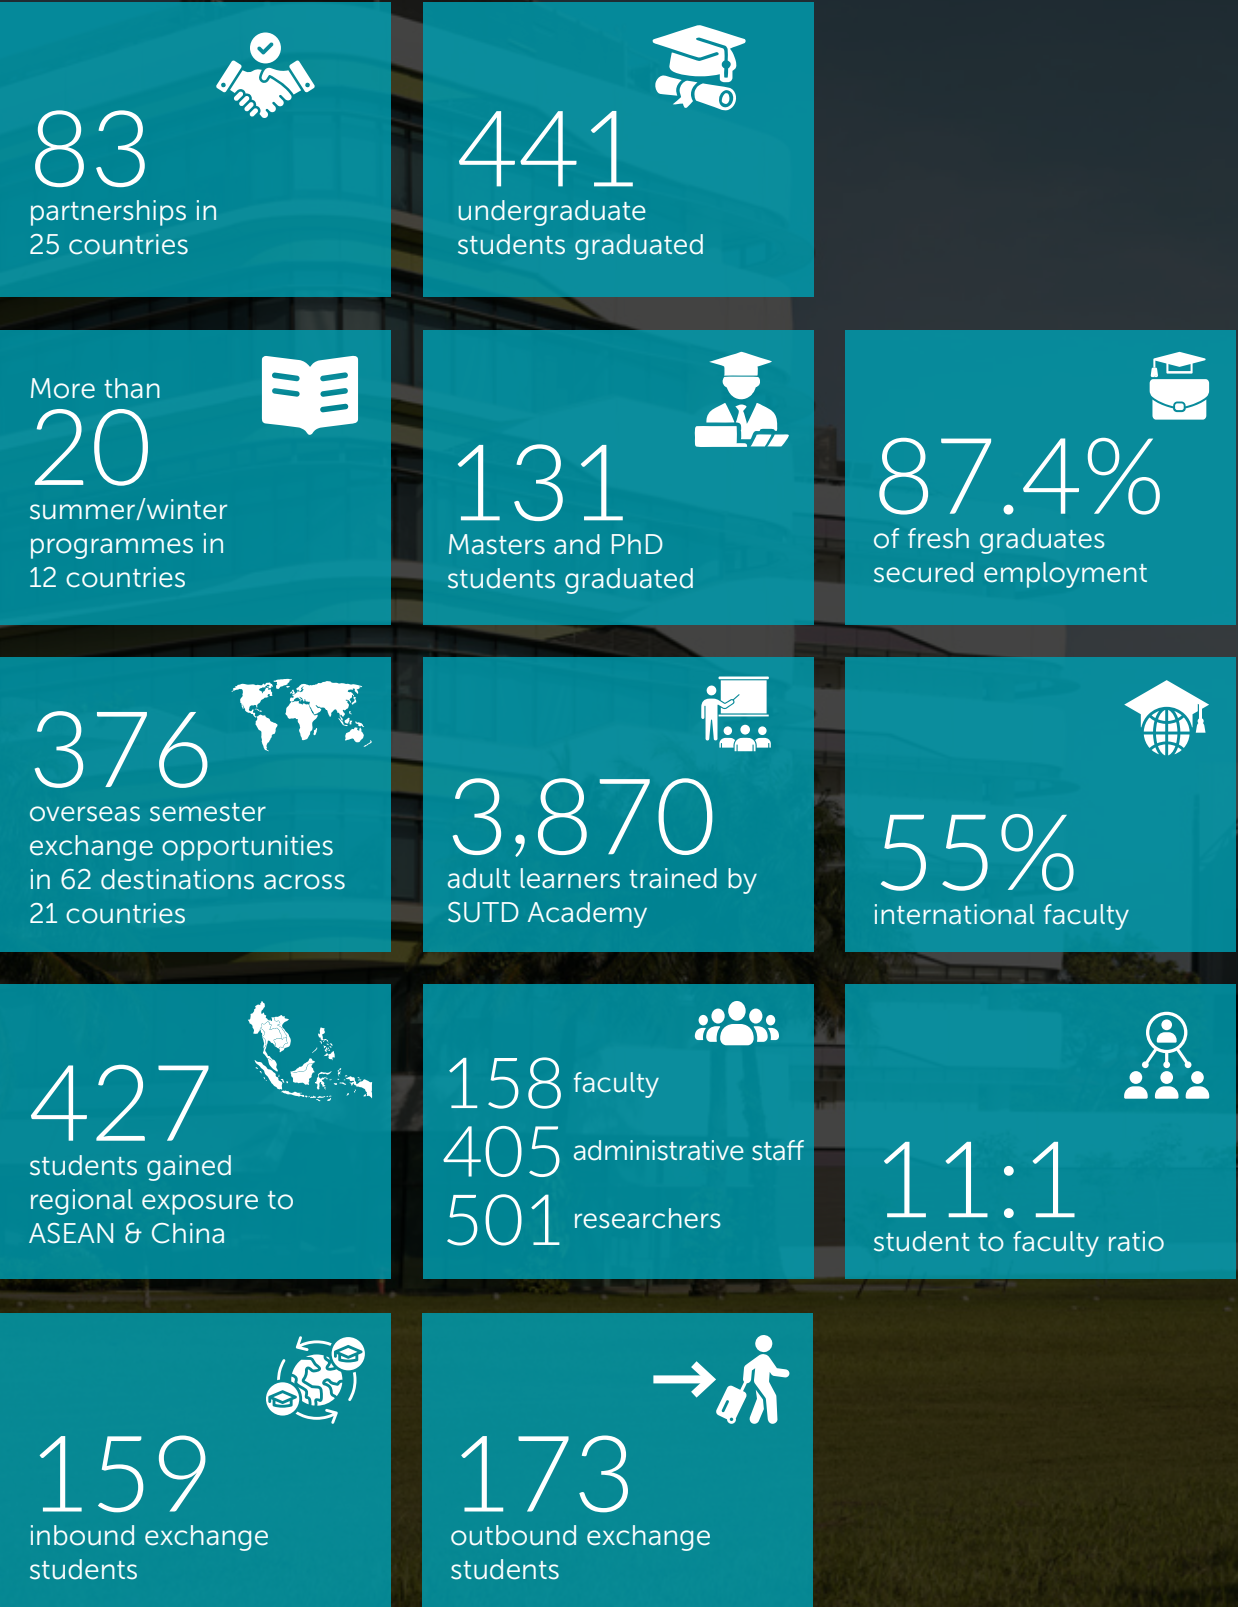 83
partnerships in
25 countries
441
undergraduate
students graduated
More than
20
summer/winter
programmes in
12 countries
131
Masters and PhD
students graduated
87.4%
of fresh graduates
secured employment
376
overseas semester
exchange opportunities
in 62 destinations across
21 countries
3,870
adult learners trained by
SUTD Academy
55%
international faculty
427
students gained
regional exposure to
ASEAN & China
158 faculty
405 administrative staff
501 researchers
11:1
student to faculty ratio
159
inbound exchange
students
173
outbound exchange
students